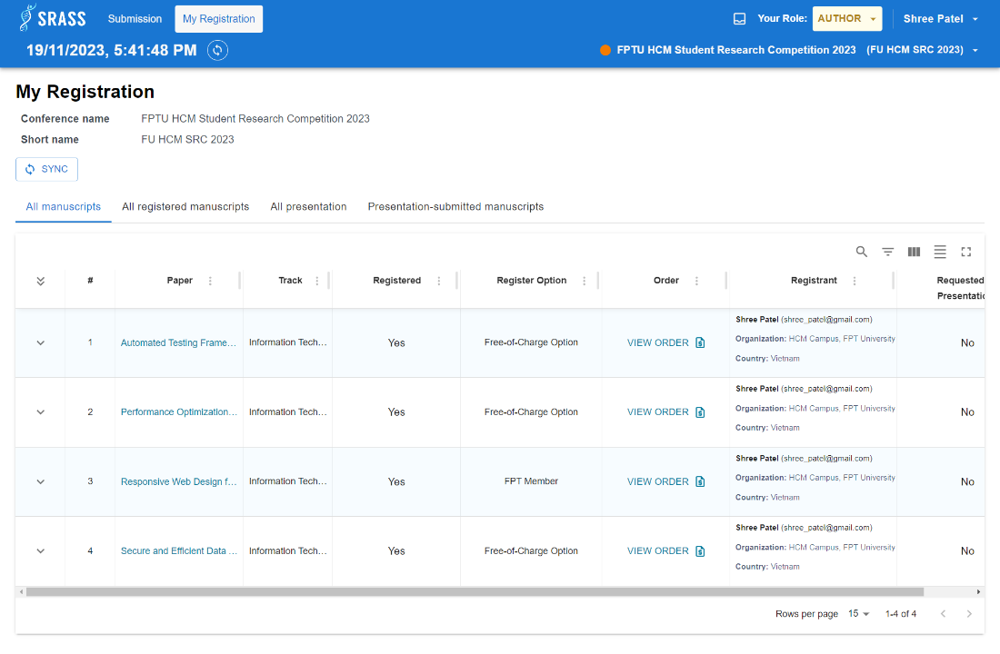 SRASS Submission My Registration Your Role: AUTHOR Shree Patel
19/11/2023, 5:41:48 PM FPTU HCM Student Research Competition 2023 (FU HCM SRC 2023)
My Registration
Conference name FPTU HCM Student Research Competition 2023
Short name FU HCM SRC 2023
SYNC
All manuscripts All registered manuscripts All presentation Presentation-submitted manuscripts
# Paper Track Registered Register Option Order Registrant Requested
Presentatio
Shree Patel (shree_patel@gmail.com)
1 Automated Testing Frame... Information Tech... Yes Free-of-Charge Option VIEW ORDER Organization: HCM Campus, FPT University No
Country: Vietnam
Shree Patel (shree_patel@gmail.com)
2 Performance Optimization... Information Tech... Yes Free-of-Charge Option VIEW ORDER Organization: HCM Campus, FPT University No
Country: Vietnam
Shree Patel (shree_patel@gmail.com)
3 Responsive Web Design f... Information Tech... Yes FPT Member VIEW ORDER Organization: HCM Campus, FPT University No
Country: Vietnam
Shree Patel (shree_patel@gmail.com)
4 Secure and Efficient Data ... Information Tech... Yes Free-of-Charge Option VIEW ORDER Organization: HCM Campus, FPT University No
Country: Vietnam
Rows per page 15 1-4 of 4